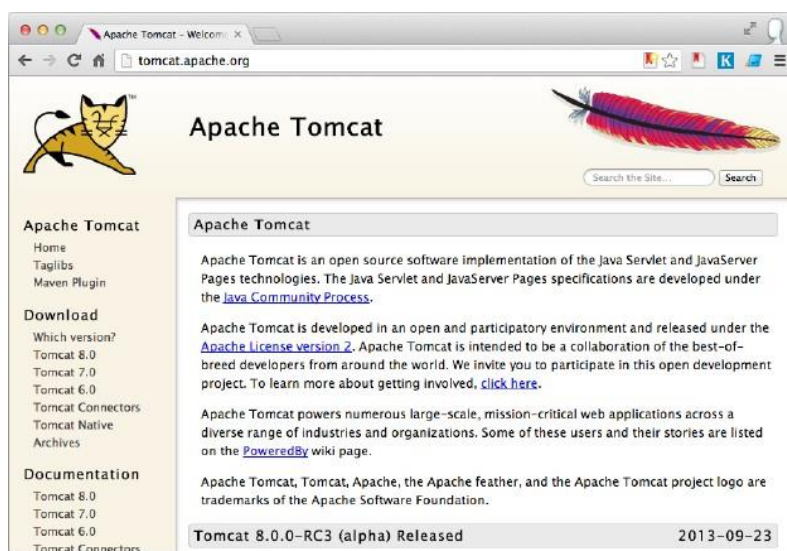 Apache Tomcat - Welcom
tomcat.apache.org
K
TM
Apache Tomcat
Search the Site...
Search
Apache Tomcat
Home
Taglibs
Maven Plugin
Download
Which version?
Tomcat 8.0
Tomcat 7.0
Tomcat 6.0
Tomcat Connectors
Tomcat Native
Archives
Documentation
Tomcat 8.0
Tomcat 7.0
Tomcat 6.0
Tomcat Connectors
Apache Tomcat
Apache Tomcat is an open source software implementation of the Java Servlet and JavaServer
Pages technologies. The Java Servlet and JavaServer Pages specifications are developed under
the Java Community Process.
Apache Tomcat is developed in an open and participatory environment and released under the
Apache License version 2. Apache Tomcat is intended to be a collaboration of the best-of-
breed developers from around the world. We invite you to participate in this open development
project. To learn more about getting involved, click here.
Apache Tomcat powers numerous large-scale, mission-critical web applications across a
diverse range of industries and organizations. Some of these users and their stories are listed
on the PoweredBy wiki page.
Apache Tomcat, Tomcat, Apache, the Apache feather, and the Apache Tomcat project logo are
trademarks of the Apache Software Foundation.
Tomcat 8.0.0-RC3 (alpha) Released 2013-09-23